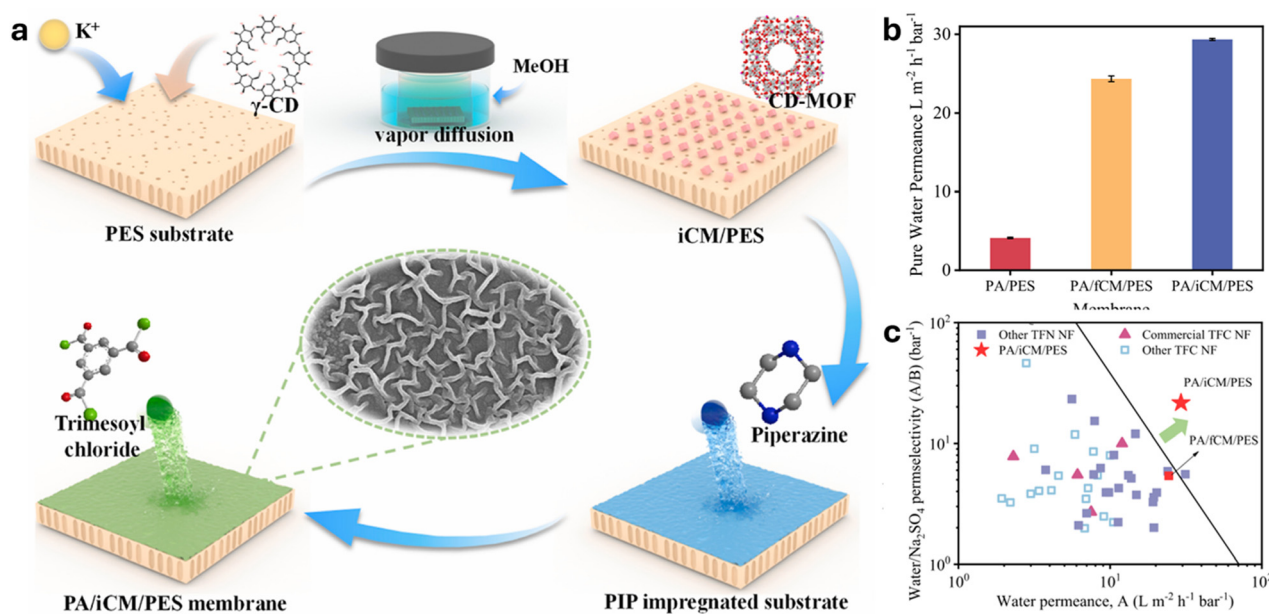 a
K+
γ-CD
MeOH
vapor diffusion
CD-MOF
PES substrate
iCM/PES
Trimesoyl
chloride
Piperazine
PA/iCM/PES membrane
PIP impregnated substrate
b
Pure Water Permeance L m-2 h-1 bar-1
30
20
10
0
PA/PES
PA/fCM/PES
PA/iCM/PES
Membrane
c
Water/Na2SO4 permselectivity (A/B) (bar-1)
10²
10¹
10⁰
Other TFN NF
Commercial TFC NF
PA/iCM/PES
Other TFC NF
PA/iCM/PES
PA/fCM/PES
10⁰
10¹
10²
Water permeance, A (L m-2 h-1 bar-1)